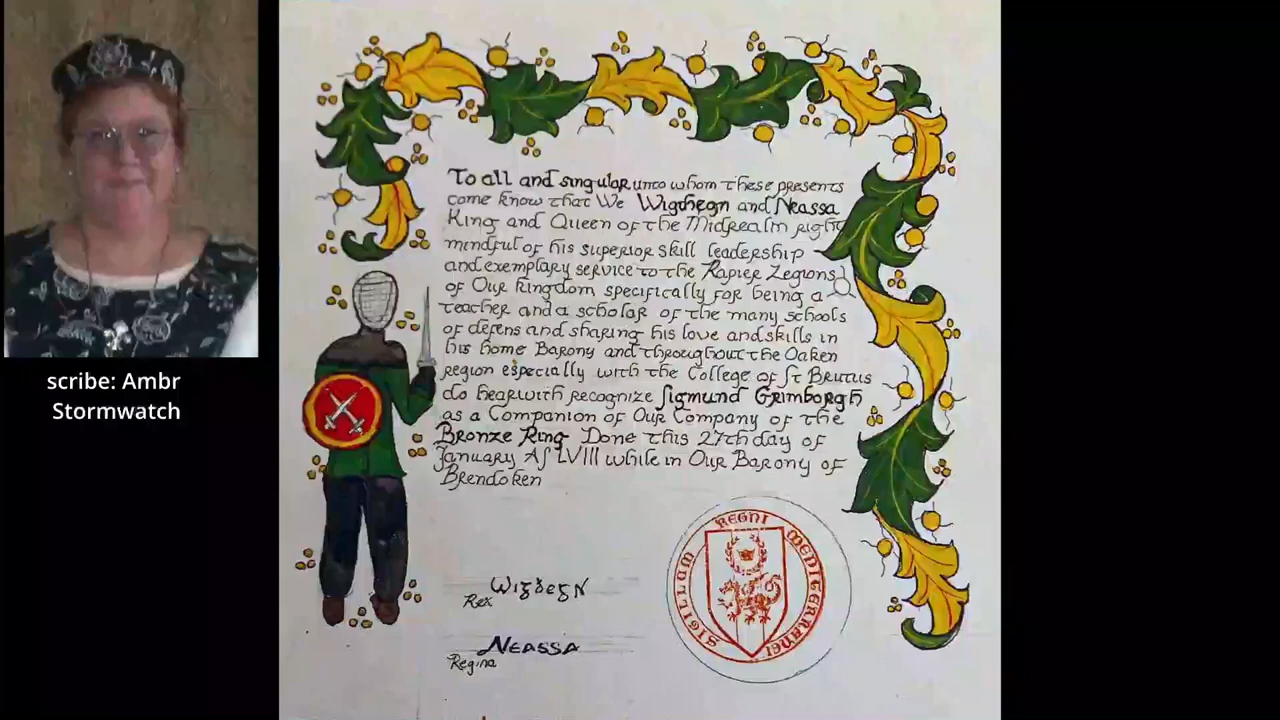 scribe: Ambr
Stormwatch
To all and singular unto whom these presents
come know that We Wigthegn and Neassa
King and Queen of the Midrealm right
mindful of his superior skill leadership
and exemplary service to the Rapier Legions
of Our kingdom specifically for being a
teacher and a scholar of the many schools
of defens and sharing his love and skills in
his home Barony and throughout the Oaken
region especially with the College of St Brutus
do hearwith recognize Sigmund Grimborgh
as a Companion of Our Company of the
Bronze Ring Done this 27th day of
January AS LVIII while in Our Barony of
Brendoken
Wigðegn
Rex
Neassa
Regina
SIGILLUM REGNI MEDITERRANEI